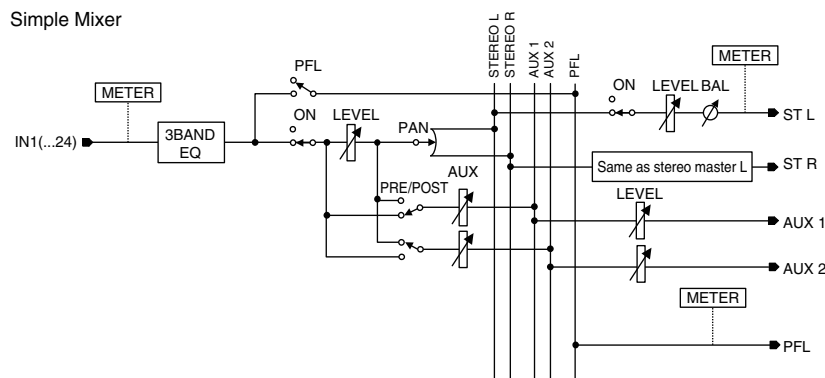 Simple Mixer
METER
IN1(...24)
3BAND
EQ
PFL
ON
LEVEL
PAN
PRE/POST
AUX
STEREO L
STEREO R
AUX 1
AUX 2
PFL
ON
LEVEL
BAL
METER
ST L
Same as stereo master L
ST R
LEVEL
AUX 1
AUX 2
METER
PFL